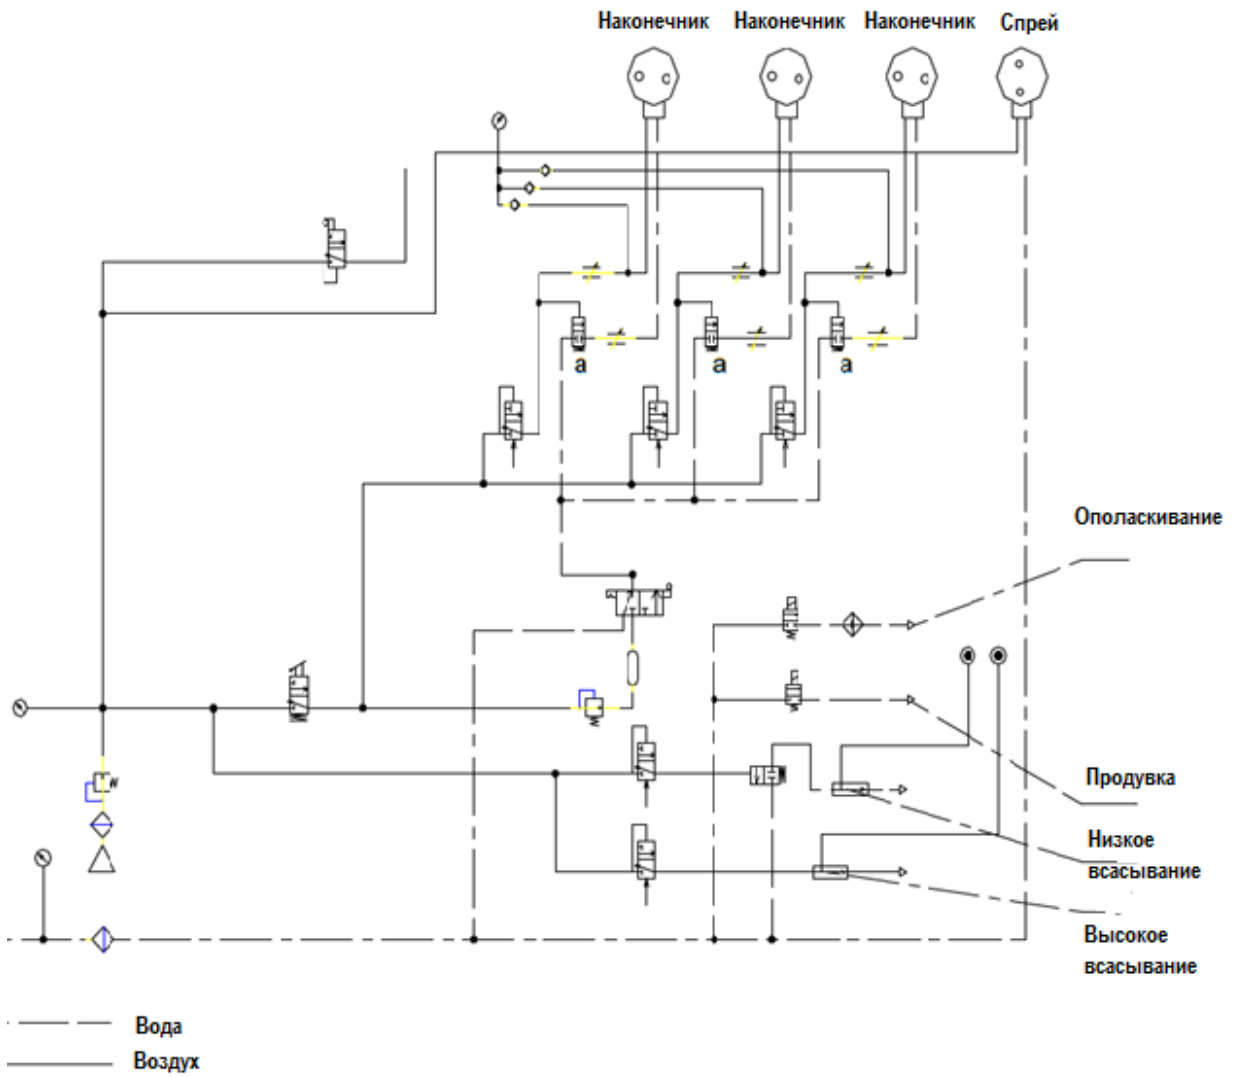 Наконечник Наконечник Наконечник Спрей
а а а
Ополаскивание
Продувка
Низкое
всасывание
Высокое
всасывание
Вода
Воздух